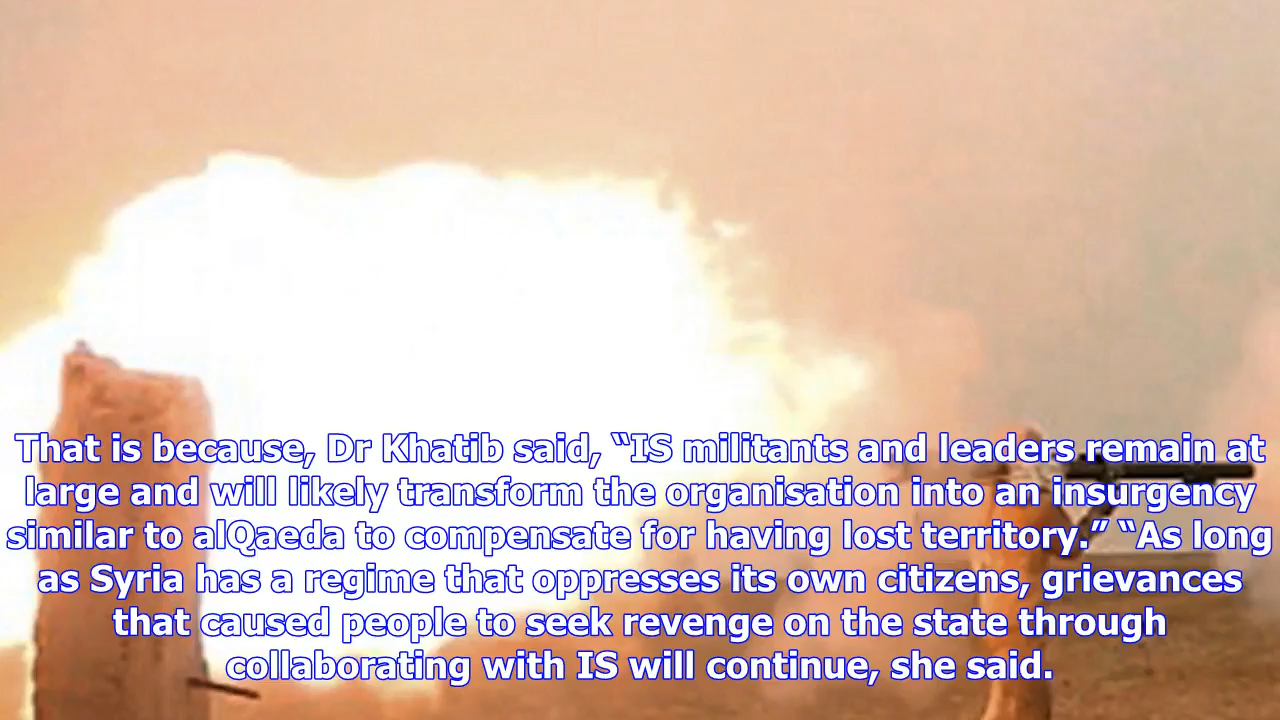 That is because, Dr Khatib said, “IS militants and leaders remain at
large and will likely transform the organisation into an insurgency
similar to alQaeda to compensate for having lost territory.” “As long
as Syria has a regime that oppresses its own citizens, grievances
that caused people to seek revenge on the state through
collaborating with IS will continue, she said.